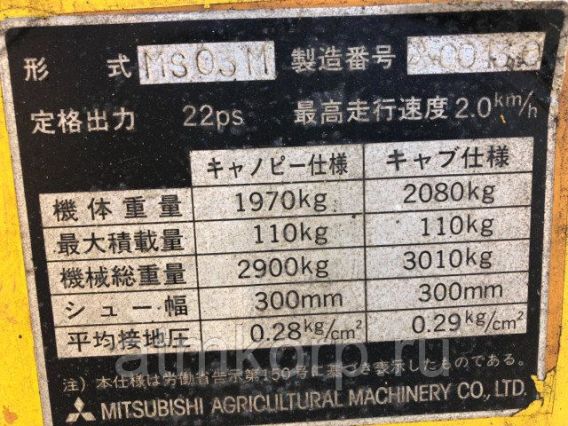 形 式 MS03M 製造番号
定格出力 22ps 最高走行速度 2.0km/h
キャノピー仕様 キャブ仕様
機体重量 1970kg 2080kg
最大積載量 110kg 110kg
機械総重量 2900kg 3010kg
シュー幅 300mm 300mm
平均接地圧 0.28kg/cm² 0.29kg/cm²
注）本仕様は労働省告示第150号に基づき表示したものである。
MITSUBISHI AGRICULTURAL MACHINERY CO., LTD.